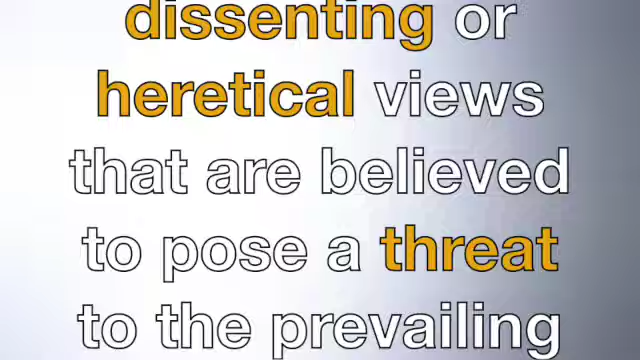 dissenting or
heretical views
that are believed
to pose a threat
to the prevailing